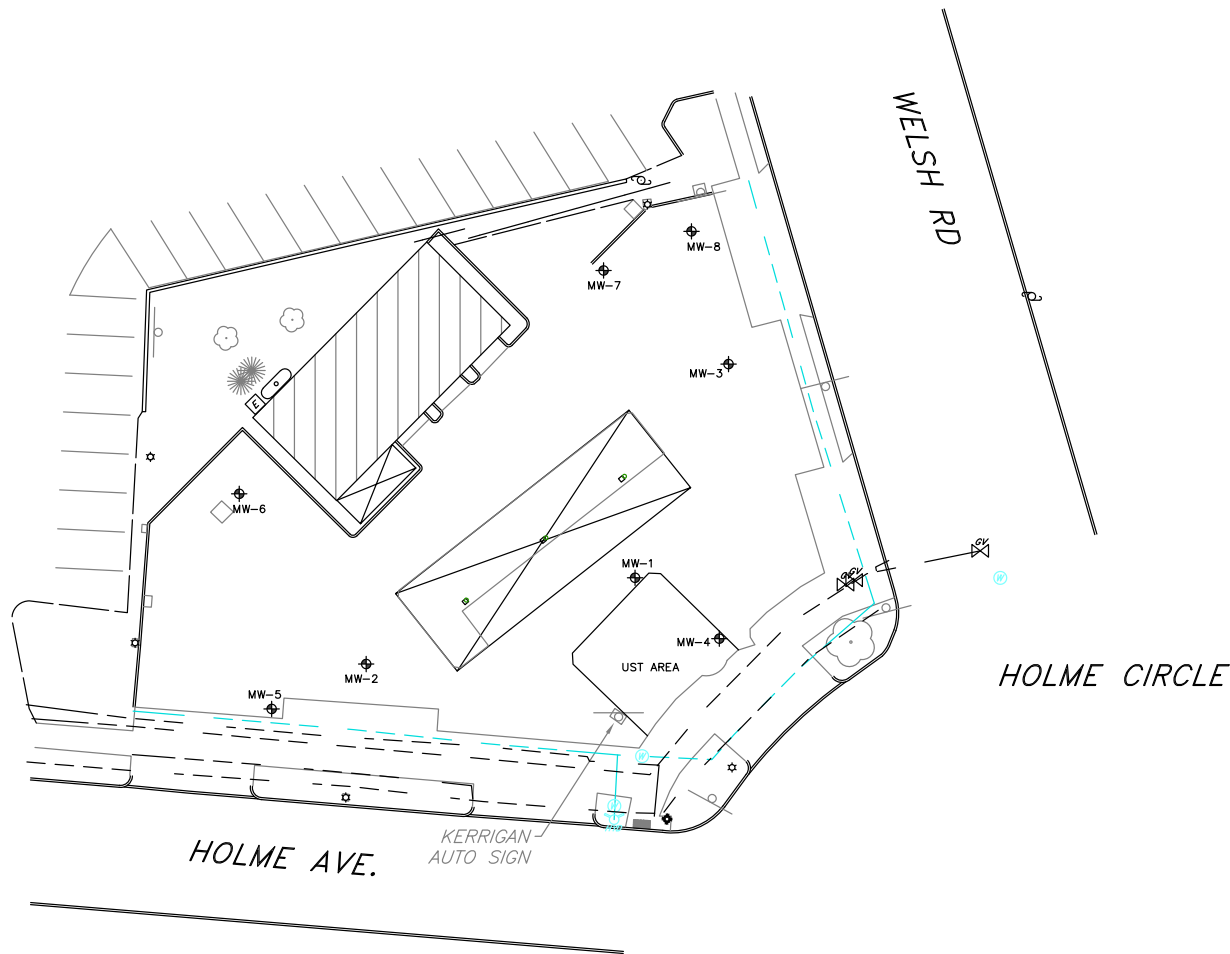 WELSH RD
MW-8
MW-7
MW-3
E
MW-6
GV
GV
GV
W
MW-1
MW-4
UST AREA
MW-2
HOLME CIRCLE
MW-5
W
W
KERRIGAN
AUTO SIGN
HOLME AVE.